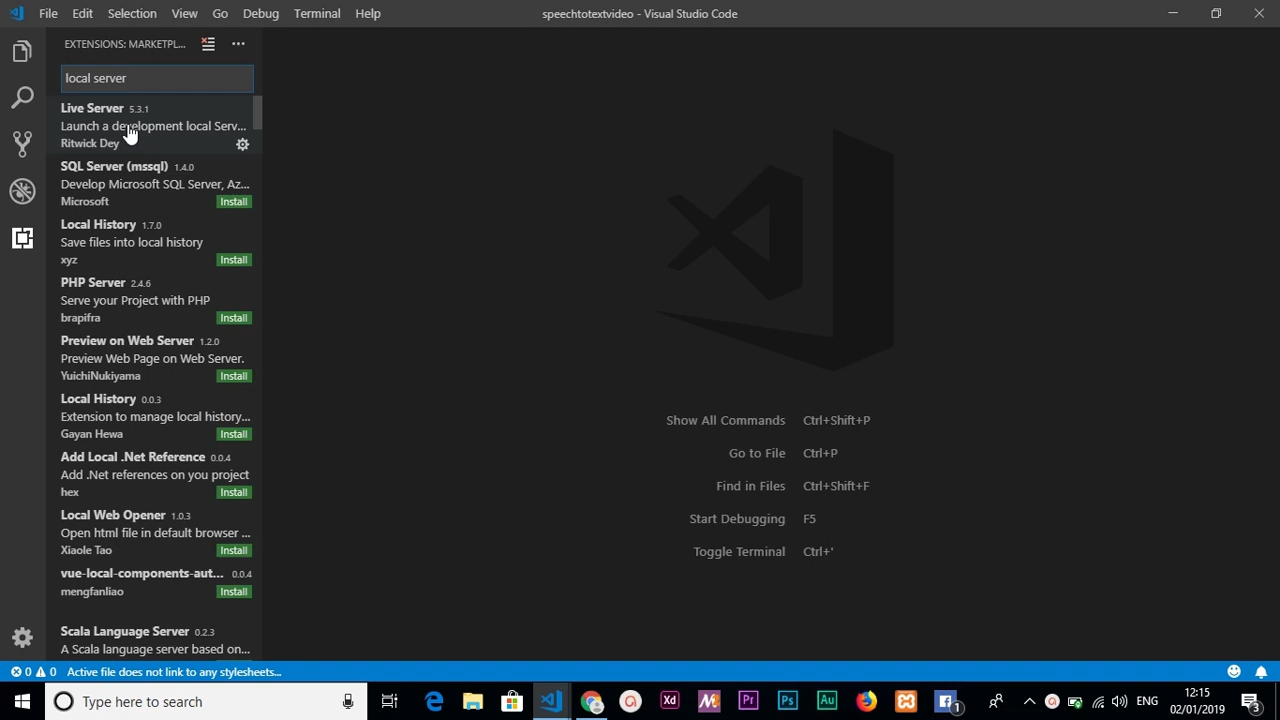 File Edit Selection View Go Debug Terminal Help
speechtotextvideo - Visual Studio Code
EXTENSIONS: MARKETPL...
local server
Live Server 5.3.1
Launch a development local Serv...
Ritwick Dey
SQL Server (mssql) 1.4.0
Develop Microsoft SQL Server, Az...
Microsoft Install
Local History 1.7.0
Save files into local history
xyz Install
PHP Server 2.4.6
Serve your Project with PHP
brapifra Install
Preview on Web Server 1.2.0
Preview Web Page on Web Server.
YuichiNukiyama Install
Local History 0.0.3
Extension to manage local history...
Gayan Hewa Install
Add Local .Net Reference 0.0.4
Add .Net references on you project
hex Install
Local Web Opener 1.0.3
Open html file in default browser ...
Xiaole Tao Install
vue-local-components-aut... 0.0.4
mengfanliao Install
Scala Language Server 0.2.3
A Scala language server based on...
Show All Commands Ctrl+Shift+P
Go to File Ctrl+P
Find in Files Ctrl+Shift+F
Start Debugging F5
Toggle Terminal Ctrl+'
0 0 Active file does not link to any stylesheets...
Type here to search
Xd
Pr
Ps
Au
1
ENG
12:15
02/01/2019
3